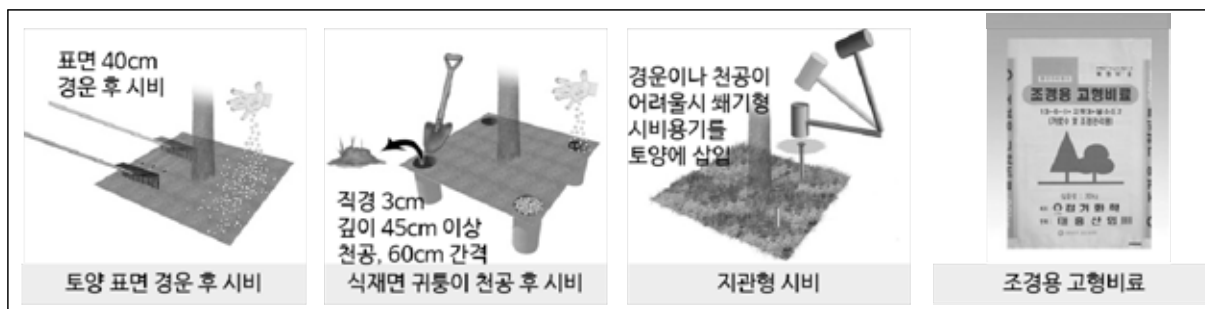 표면 40cm
경운 후 시비
토양 표면 경운 후 시비
직경 3cm
깊이 45cm 이상
천공, 60cm 간격
식재면 귀퉁이 천공 후 시비
경운이나 천공이
어려울시 쐐기형
시비용기를
토양에 삽입
지관형 시비
조경용 고형비료
조경용 고형비료